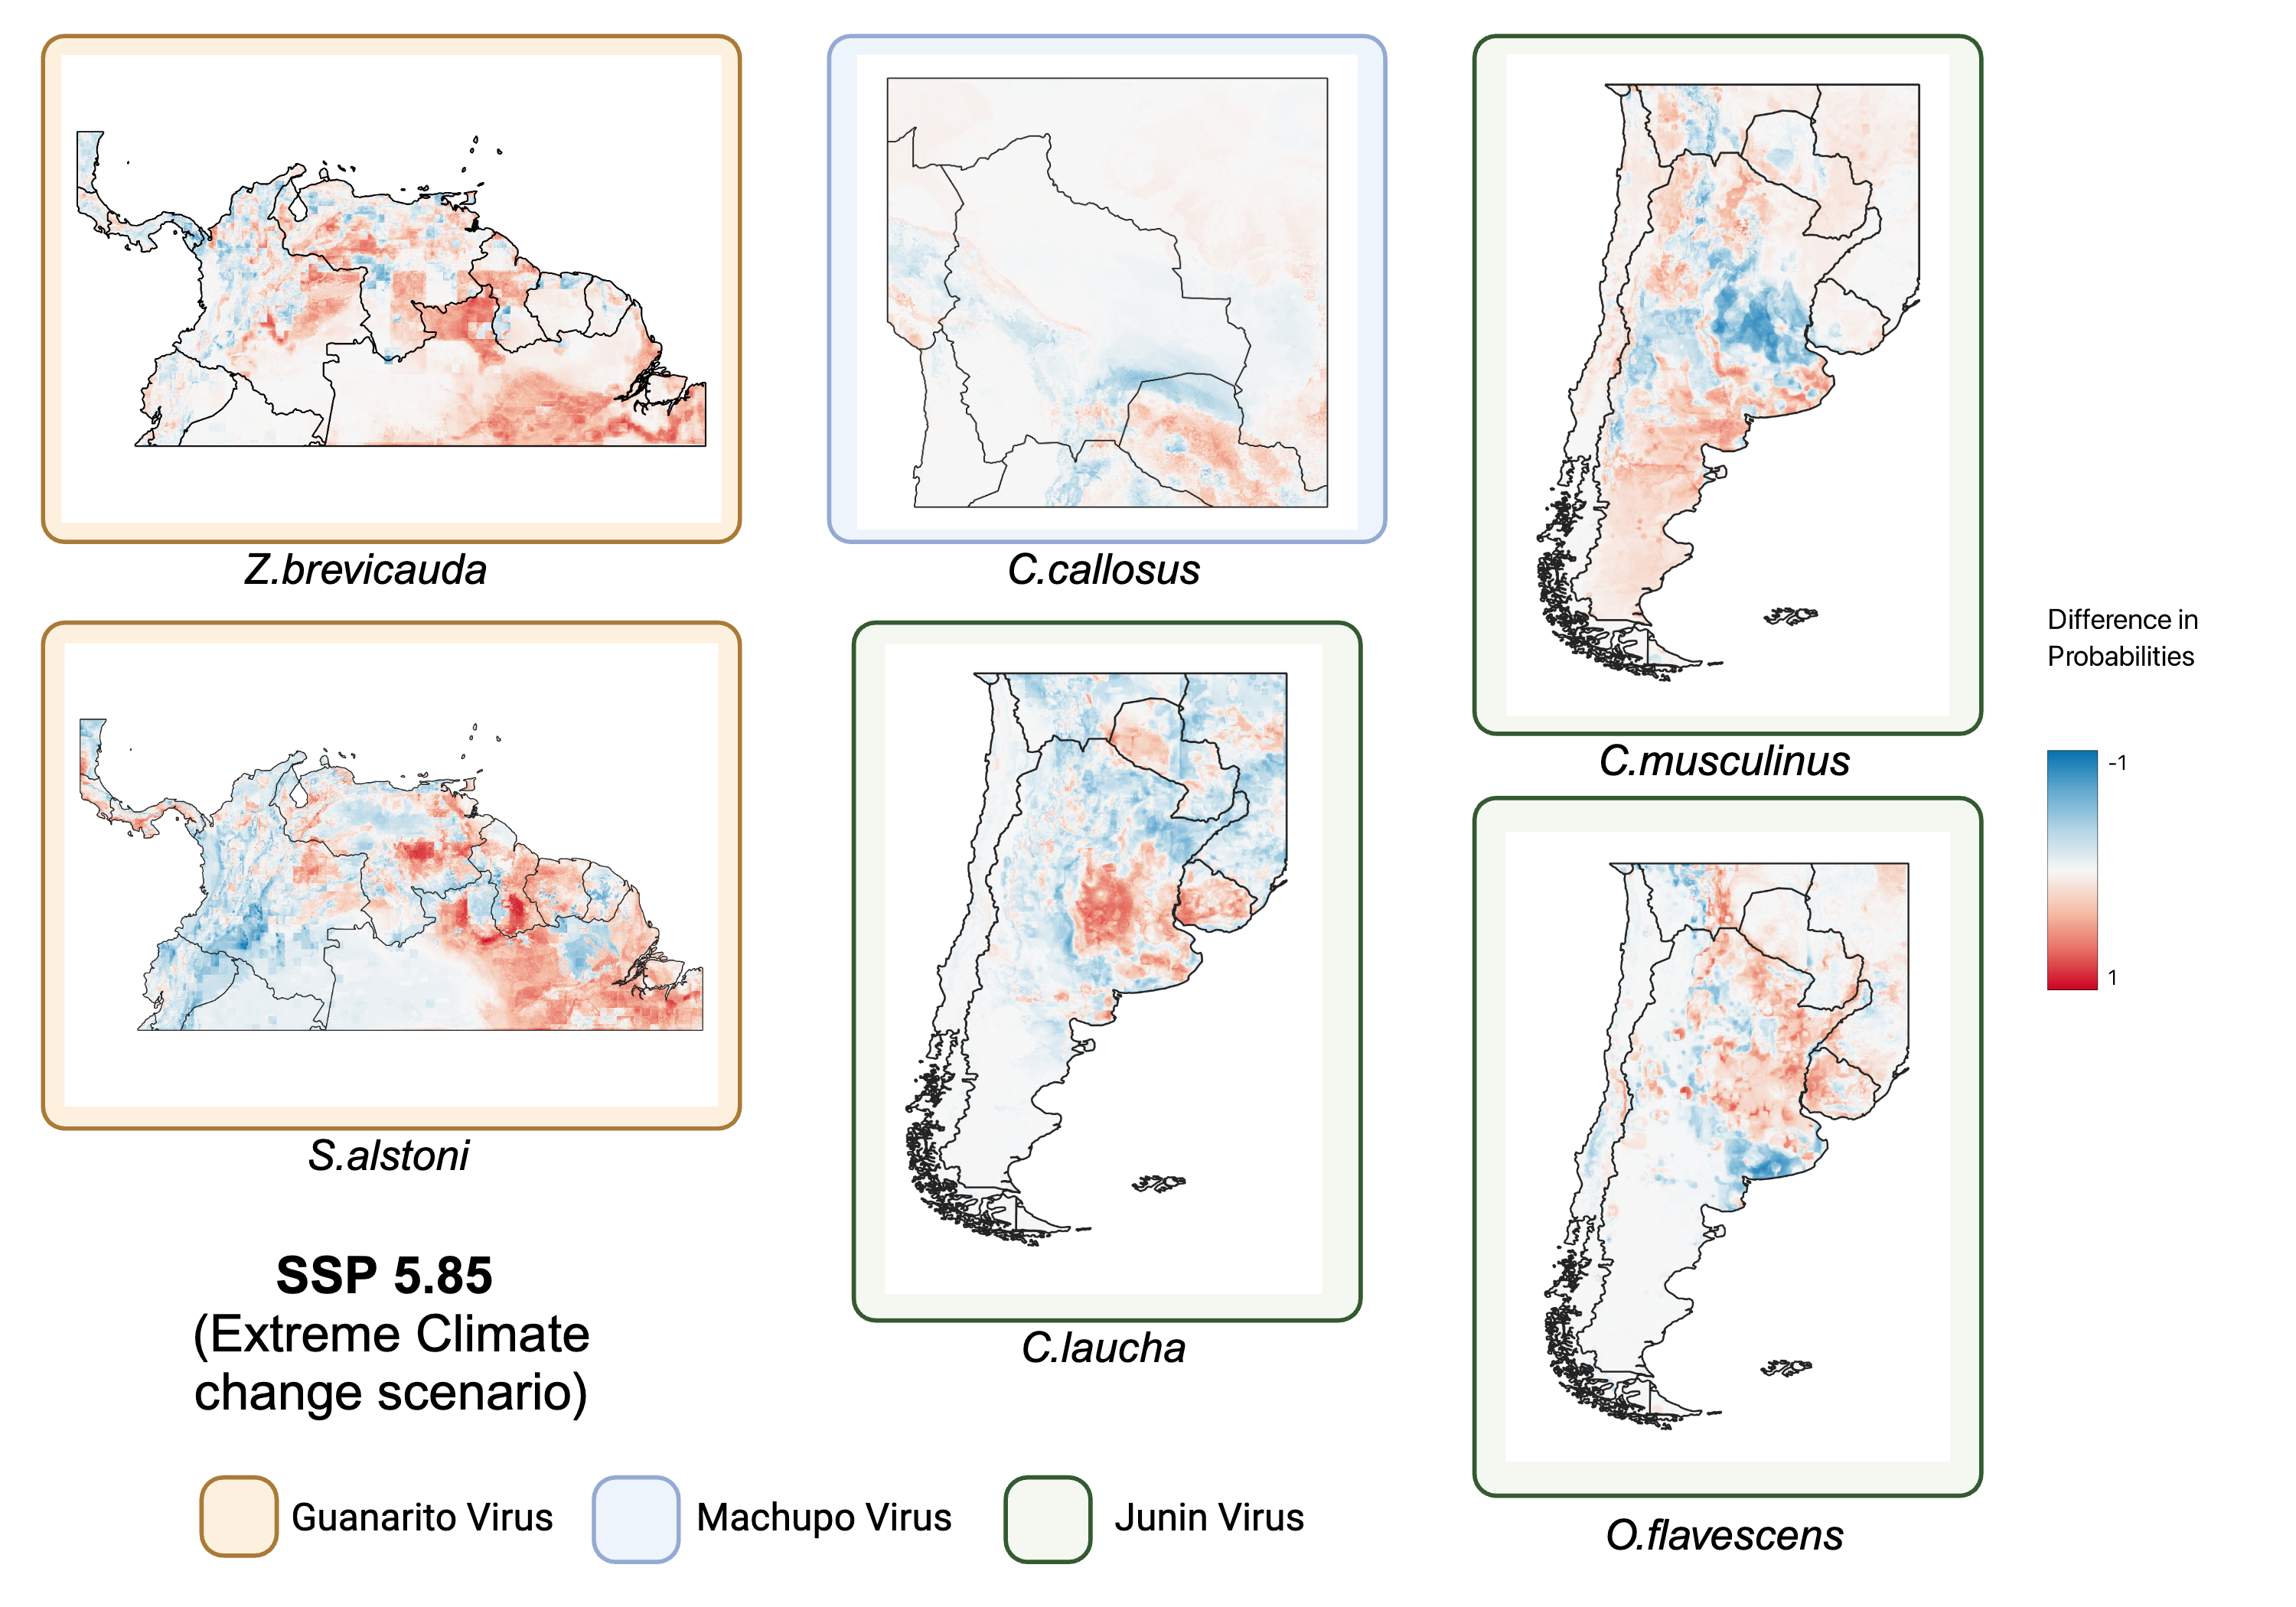 Z.brevicauda
C.callosus
C.musculinus
S.alstoni
C.laucha
O.flavescens
Difference in
Probabilities
-1
1
SSP 5.85
(Extreme Climate
change scenario)
Guanarito Virus
Machupo Virus
Junin Virus